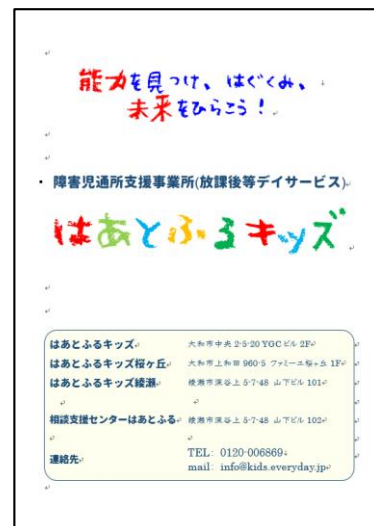 能力を見つけ、はぐくみ、
未来をひらこう！
・ 障害児通所支援事業所(放課後等デイサービス)
はあとふるキッズ
はあとふるキッズ 大和市中央 2-5-20 YGC ビル 2F
はあとふるキッズ桜ヶ丘 大和市上和田 960-5 ファミーユ桜ヶ丘 1F
はあとふるキッズ綾瀬 綾瀬市深谷上 5-7-48 山下ビル 101
相談支援センターはあとふる 綾瀬市深谷上 5-7-48 山下ビル 102
連絡先 TEL: 0120-006869
mail: info@kids.everyday.jp